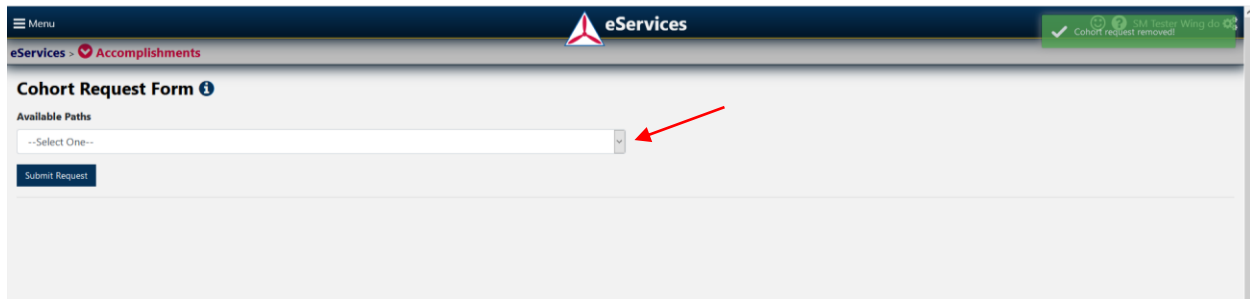 Menu
eServices
SM Tester Wing do
Cohort request removed!
eServices > Accomplishments
Cohort Request Form
Available Paths
--Select One--
Submit Request